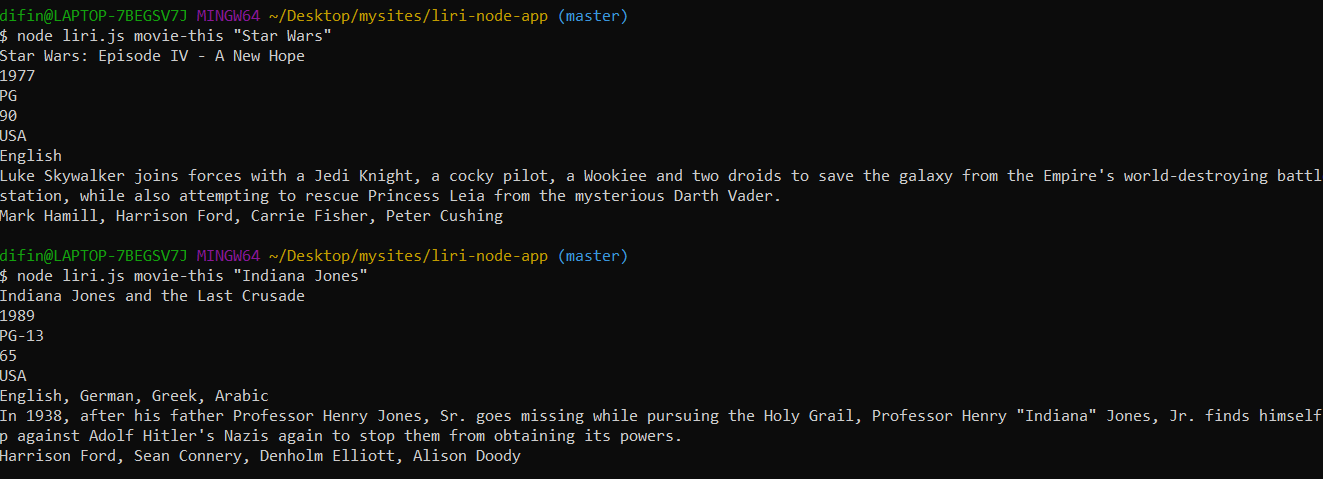 difin@LAPTOP-7BEGSV7J MINGW64 ~/Desktop/mysites/liri-node-app (master)
$ node liri.js movie-this "Star Wars"
Star Wars: Episode IV - A New Hope
1977
PG
90
USA
English
Luke Skywalker joins forces with a Jedi Knight, a cocky pilot, a Wookiee and two droids to save the galaxy from the Empire's world-destroying battl
station, while also attempting to rescue Princess Leia from the mysterious Darth Vader.
Mark Hamill, Harrison Ford, Carrie Fisher, Peter Cushing
difin@LAPTOP-7BEGSV7J MINGW64 ~/Desktop/mysites/liri-node-app (master)
$ node liri.js movie-this "Indiana Jones"
Indiana Jones and the Last Crusade
1989
PG-13
65
USA
English, German, Greek, Arabic
In 1938, after his father Professor Henry Jones, Sr. goes missing while pursuing the Holy Grail, Professor Henry "Indiana" Jones, Jr. finds himself
p against Adolf Hitler's Nazis again to stop them from obtaining its powers.
Harrison Ford, Sean Connery, Denholm Elliott, Alison Doody